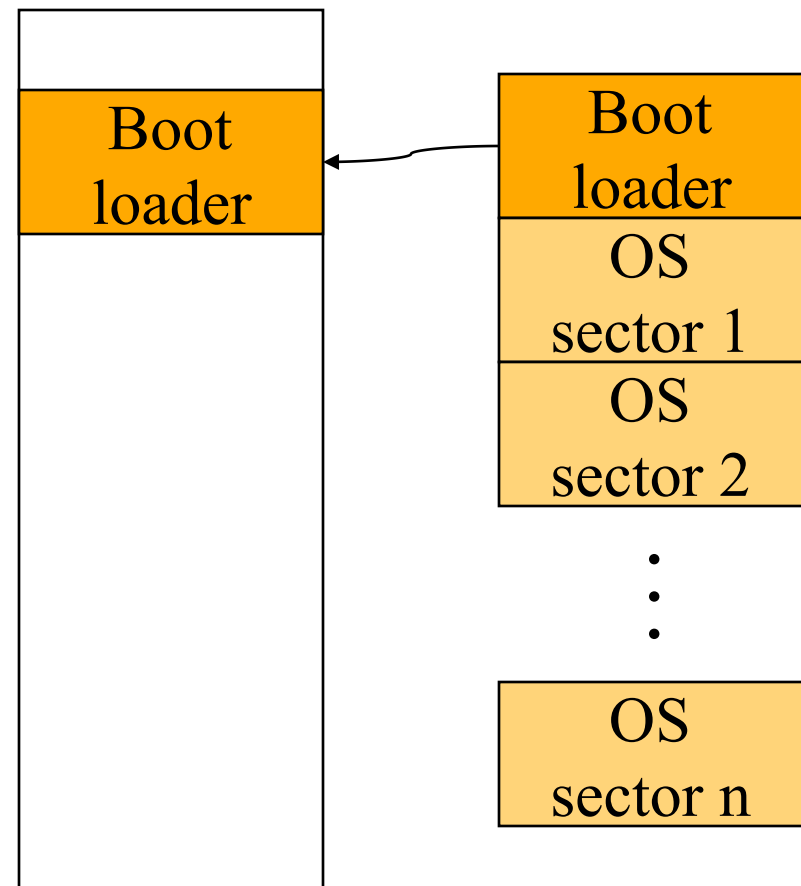 Boot
loader
Boot
loader
OS
sector 1
OS
sector 2
OS
sector n